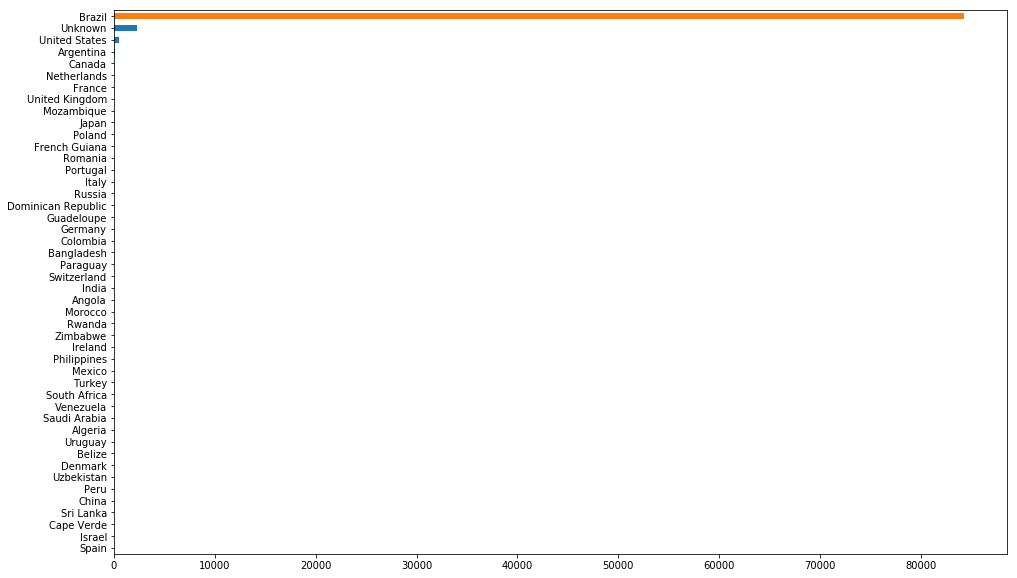 Brazil
Unknown
United States
Argentina
Canada
Netherlands
France
United Kingdom
Mozambique
Japan
Poland
French Guiana
Romania
Portugal
Italy
Russia
Dominican Republic
Guadeloupe
Germany
Colombia
Bangladesh
Paraguay
Switzerland
India
Angola
Morocco
Rwanda
Zimbabwe
Ireland
Philippines
Mexico
Turkey
South Africa
Venezuela
Saudi Arabia
Algeria
Uruguay
Belize
Denmark
Uzbekistan
Peru
China
Sri Lanka
Cape Verde
Israel
Spain
0 10000 20000 30000 40000 50000 60000 70000 80000